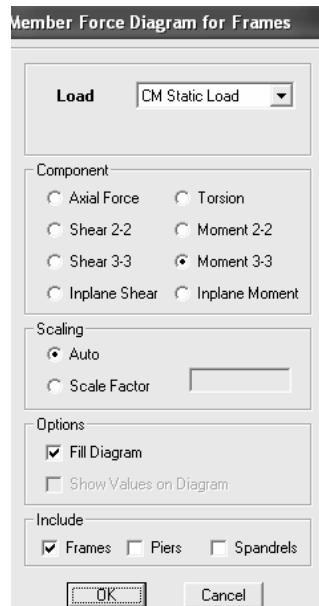 Member Force Diagram for Frames
Load CM Static Load
Component
Axial Force Torsion
Shear 2-2 Moment 2-2
Shear 3-3 Moment 3-3
Inplane Shear Inplane Moment
Scaling
Auto
Scale Factor
Options
Fill Diagram
Show Values on Diagram
Include
Frames Piers Spandrels
OK Cancel